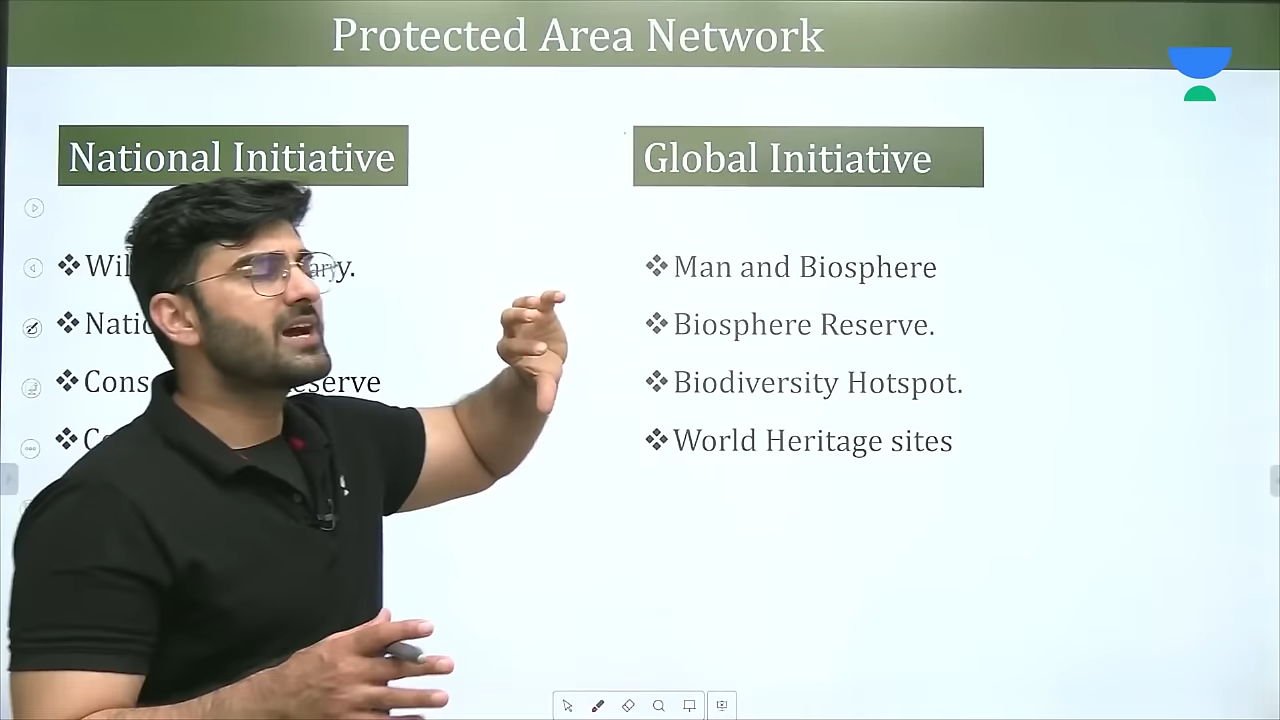 Protected Area Network
National Initiative
❖ Wil ary.
❖ Natio
❖ Cons eserve
❖ Co
Global Initiative
❖ Man and Biosphere
❖ Biosphere Reserve.
❖ Biodiversity Hotspot.
❖ World Heritage sites